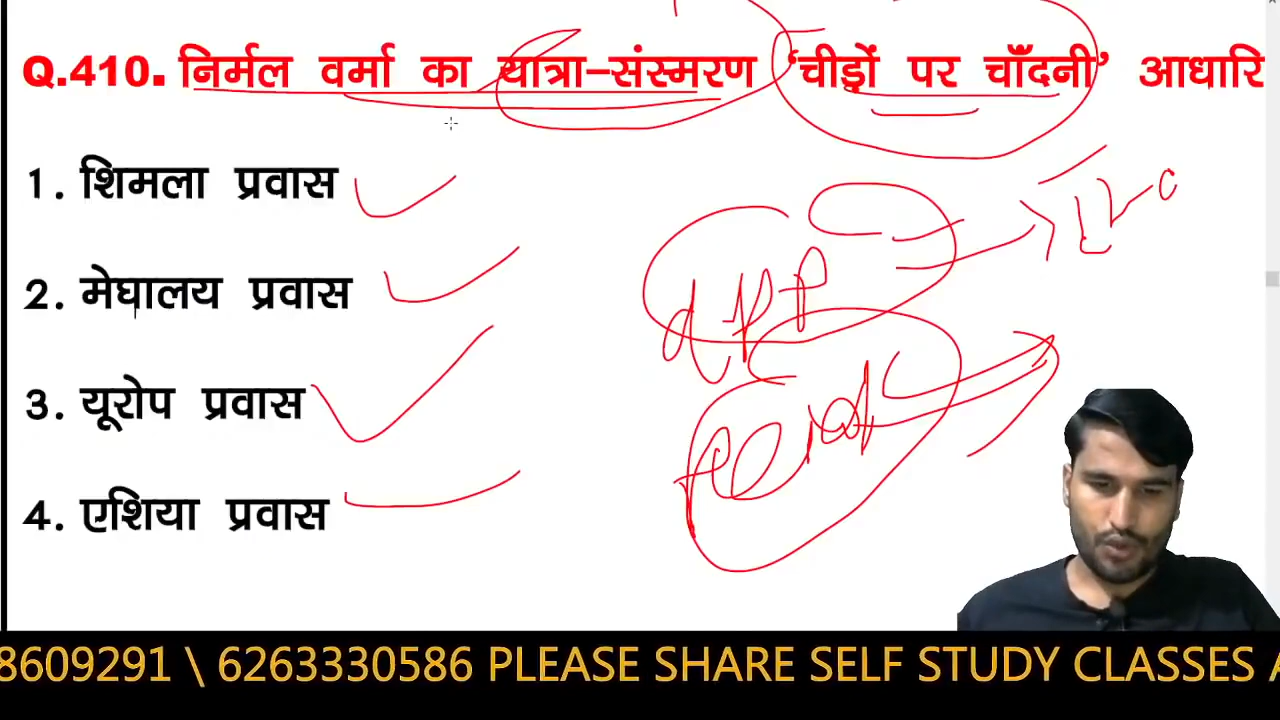 Q.410. निर्मल वर्मा का यात्रा-संस्मरण 'चीड़ों पर चाँदनी' आधारि
1. शिमला प्रवास
2. मेघालय प्रवास
3. यूरोप प्रवास
4. एशिया प्रवास
8609291 \ 6263330586 PLEASE SHARE SELF STUDY CLASSES A